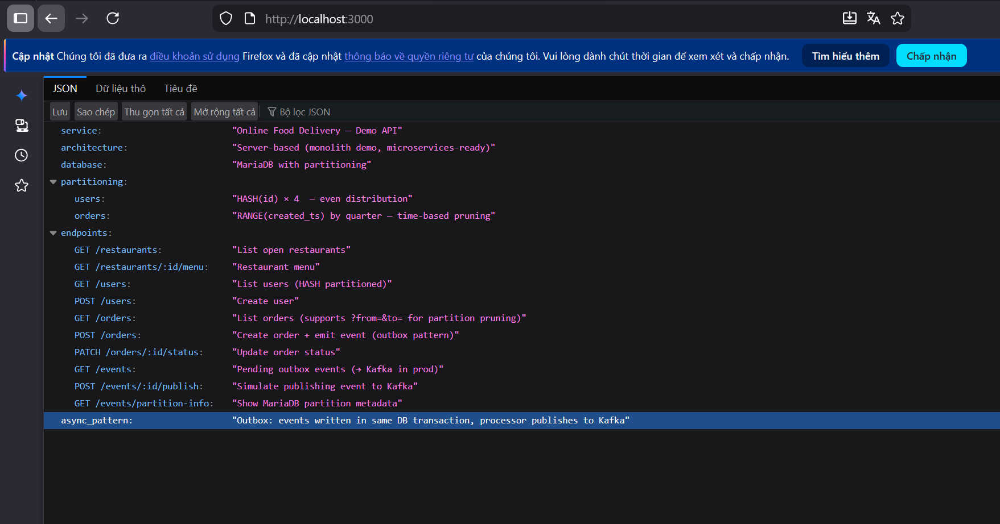 http://localhost:3000
Cập nhật Chúng tôi đã đưa ra điều khoản sử dụng Firefox và đã cập nhật thông báo về quyền riêng tư của chúng tôi. Vui lòng dành chút thời gian để xem xét và chấp nhận. Tìm hiểu thêm Chấp nhận
JSON Dữ liệu thô Tiêu đề
Lưu Sao chép Thu gọn tất cả Mở rộng tất cả Bộ lọc JSON
service: "Online Food Delivery — Demo API"
architecture: "Server-based (monolith demo, microservices-ready)"
database: "MariaDB with partitioning"
partitioning:
users: "HASH(id) × 4  — even distribution"
orders: "RANGE(created_ts) by quarter — time-based pruning"
endpoints:
GET /restaurants: "List open restaurants"
GET /restaurants/:id/menu: "Restaurant menu"
GET /users: "List users (HASH partitioned)"
POST /users: "Create user"
GET /orders: "List orders (supports ?from=&to= for partition pruning)"
POST /orders: "Create order + emit event (outbox pattern)"
PATCH /orders/:id/status: "Update order status"
GET /events: "Pending outbox events (→ Kafka in prod)"
POST /events/:id/publish: "Simulate publishing event to Kafka"
GET /events/partition-info: "Show MariaDB partition metadata"
async_pattern: "Outbox: events written in same DB transaction, processor publishes to Kafka"